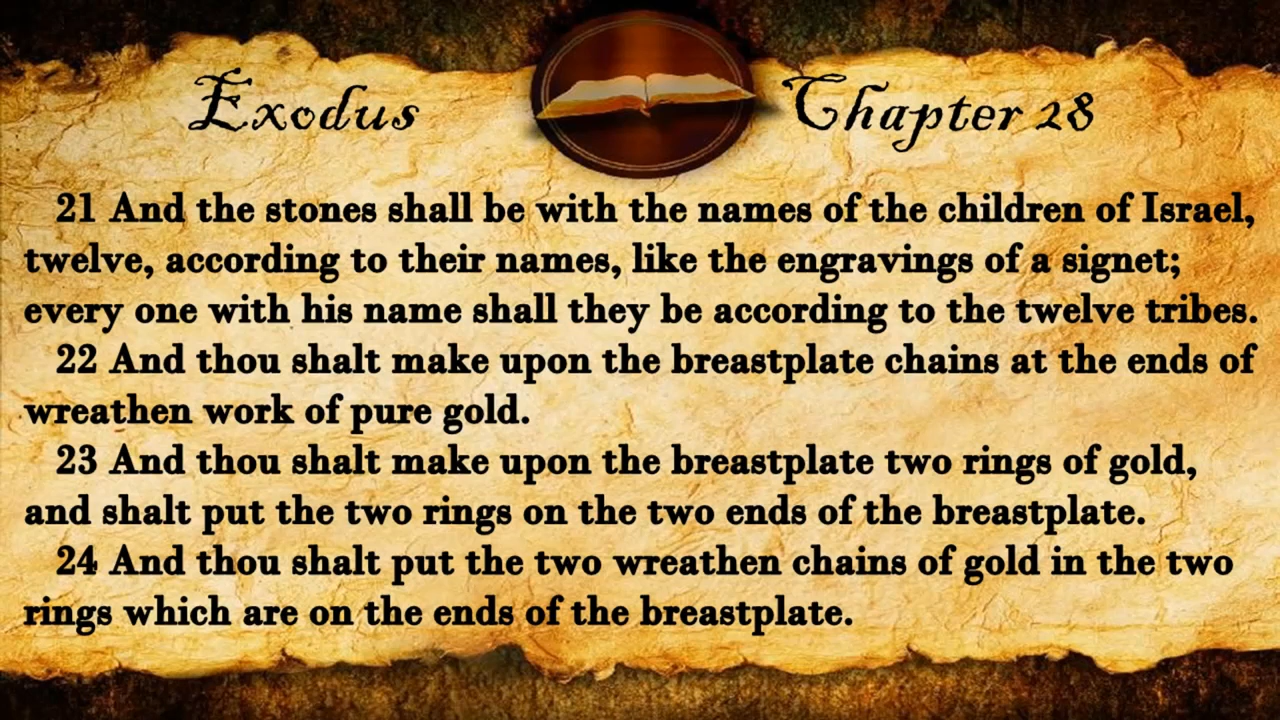 Exodus Chapter 28
21 And the stones shall be with the names of the children of Israel,
twelve, according to their names, like the engravings of a signet;
every one with his name shall they be according to the twelve tribes.
22 And thou shalt make upon the breastplate chains at the ends of
wreathen work of pure gold.
23 And thou shalt make upon the breastplate two rings of gold,
and shalt put the two rings on the two ends of the breastplate.
24 And thou shalt put the two wreathen chains of gold in the two
rings which are on the ends of the breastplate.